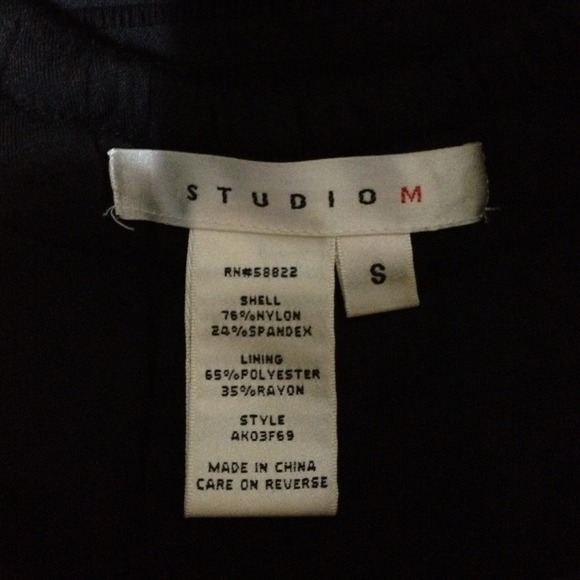 STUDIO M
S
RN#58822
SHELL
76%NYLON
24%SPANDEX
LINING
65%POLYESTER
35%RAYON
STYLE
AK03F69
MADE IN CHINA
CARE ON REVERSE